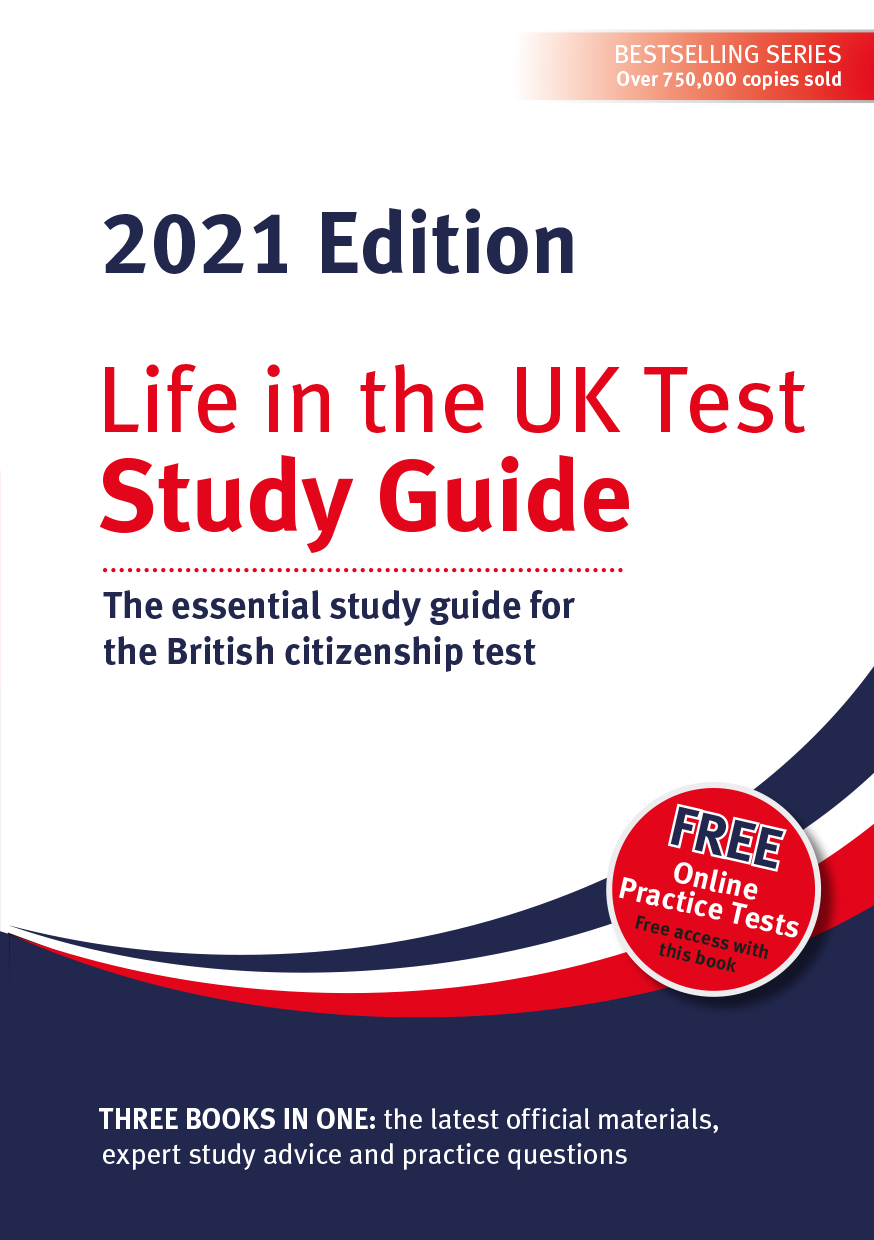 BESTSELLING SERIES
Over 750,000 copies sold
2021 Edition
Life in the UK Test
Study Guide
The essential study guide for
the British citizenship test
FREE
Online
Practice Tests
Free access with
this book
THREE BOOKS IN ONE: the latest official materials,
expert study advice and practice questions